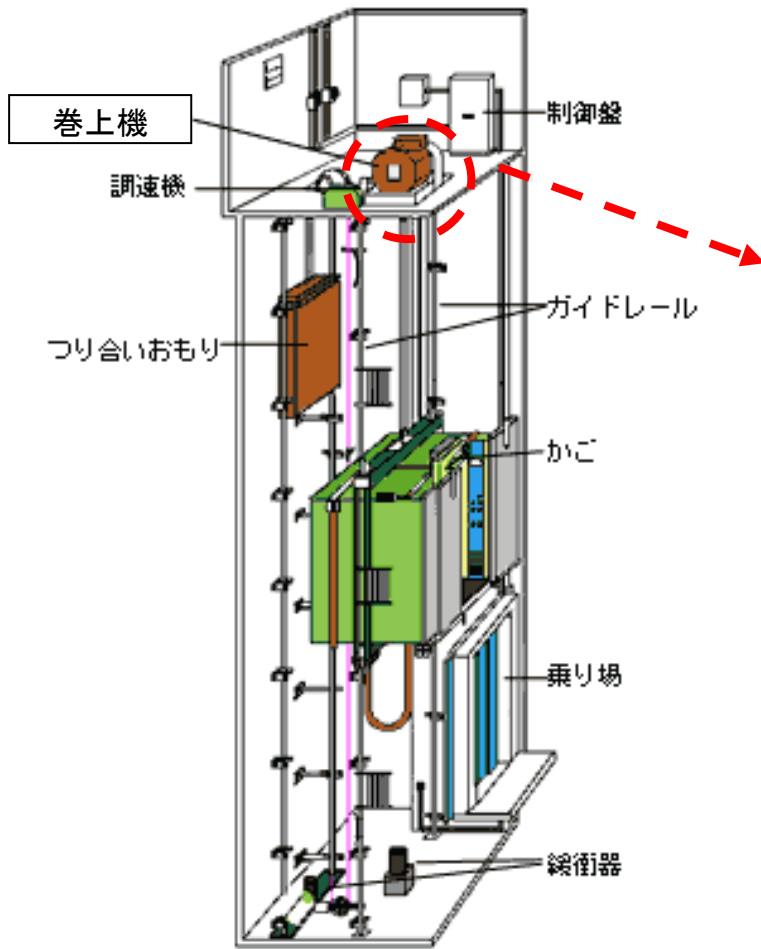 制御盤
巻上機
調速機
ガイドレール
つり合いおもり
かご
乗り場
緩衝器